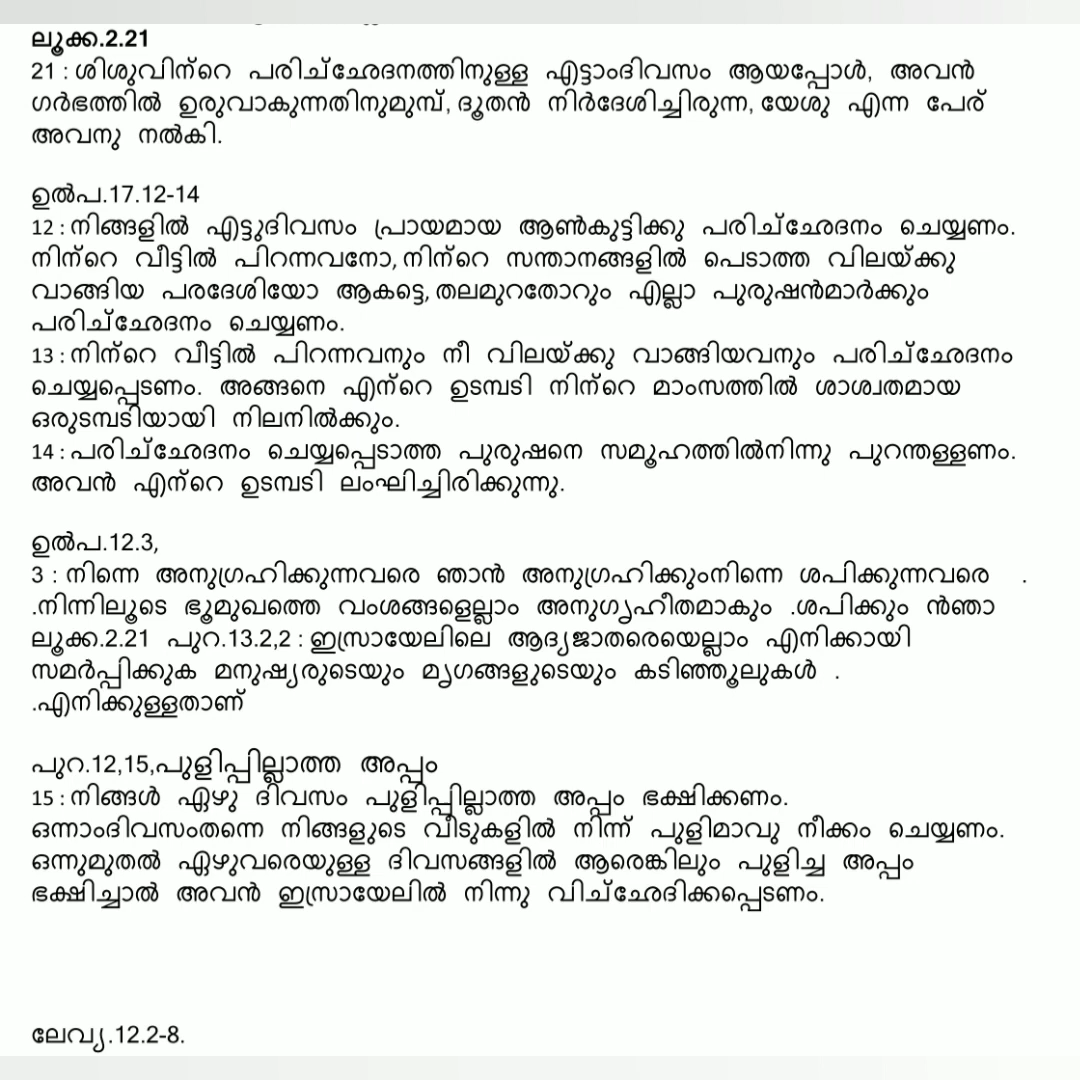 ലൂക്ക.2.21
21 : ശിശുവിന്‍റെ പരിച്ഛേദനത്തിനുള്ള എട്ടാംദിവസം ആയപ്പോൾ, അവൻ
ഗർഭത്തിൽ ഉരുവാകുന്നതിനുമുമ്പ്, ദൂതൻ നിർദേശിച്ചിരുന്ന, യേശു എന്ന പേര്
അവനു നൽകി.
ഉൽപ.17.12-14
12 : നിങ്ങളിൽ എട്ടുദിവസം പ്രായമായ ആൺകുട്ടിക്കു പരിച്ഛേദനം ചെയ്യണം.
നിന്‍റെ വീട്ടിൽ പിറന്നവനോ, നിന്‍റെ സന്താനങ്ങളിൽ പെടാത്ത വിലയ്ക്കു
വാങ്ങിയ പരദേശിയോ ആകട്ടെ, തലമുറതോറും എല്ലാ പുരുഷൻമാർക്കും
പരിച്ഛേദനം ചെയ്യണം.
13 : നിന്‍റെ വീട്ടിൽ പിറന്നവനും നീ വിലയ്ക്കു വാങ്ങിയവനും പരിച്ഛേദനം
ചെയ്യപ്പെടണം. അങ്ങനെ എന്‍റെ ഉടമ്പടി നിന്‍റെ മാംസത്തിൽ ശാശ്വതമായ
ഒരുടമ്പടിയായി നിലനിൽക്കും.
14 : പരിച്ഛേദനം ചെയ്യപ്പെടാത്ത പുരുഷനെ സമൂഹത്തിൽനിന്നു പുറന്തള്ളണം.
അവൻ എന്‍റെ ഉടമ്പടി ലംഘിച്ചിരിക്കുന്നു.
ഉൽപ.12.3,
3 : നിന്നെ അനുഗ്രഹിക്കുന്നവരെ ഞാൻ അനുഗ്രഹിക്കുംനിന്നെ ശപിക്കുന്നവരെ .
.നിന്നിലൂടെ ഭൂമുഖത്തെ വംശങ്ങളെല്ലാം അനുഗൃഹീതമാകും .ശപിക്കും ൻഞാ
ലൂക്ക.2.21 പുറ.13.2,2 : ഇസ്രായേലിലെ ആദ്യജാതരെയെല്ലാം എനിക്കായി
സമർപ്പിക്കുക മനുഷ്യരുടെയും മൃഗങ്ങളുടെയും കടിഞ്ഞൂലുകൾ .
.എനിക്കുള്ളതാണ്
പുറ.12,15,പുളിപ്പില്ലാത്ത അപ്പം
15 : നിങ്ങൾ ഏഴു ദിവസം പുളിപ്പില്ലാത്ത അപ്പം ഭക്ഷിക്കണം.
ഒന്നാംദിവസംതന്നെ നിങ്ങളുടെ വീടുകളിൽ നിന്ന് പുളിമാവു നീക്കം ചെയ്യണം.
ഒന്നുമുതൽ ഏഴുവരെയുള്ള ദിവസങ്ങളിൽ ആരെങ്കിലും പുളിച്ച അപ്പം
ഭക്ഷിച്ചാൽ അവൻ ഇസ്രായേലിൽ നിന്നു വിച്ഛേദിക്കപ്പെടണം.
ലേവ്യ.12.2-8.